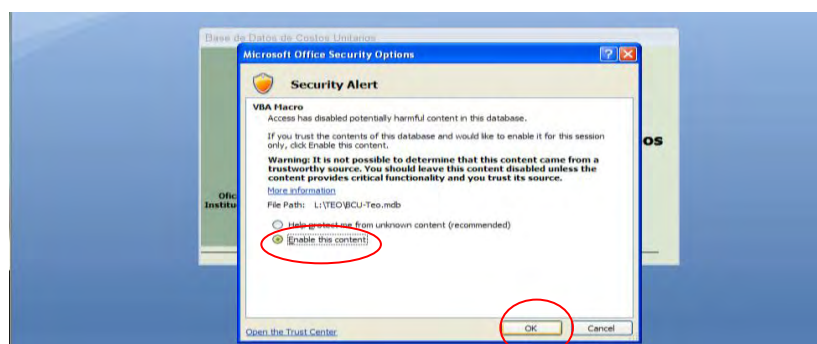 Base de Datos de Costos Unitarios
Microsoft Office Security Options
Security Alert
VBA Macro
Access has disabled potentially harmful content in this database.
If you trust the contents of this database and would like to enable it for this session
only, click Enable this content.
Warning: It is not possible to determine that this content came from a
trustworthy source. You should leave this content disabled unless the
content provides critical functionality and you trust its source.
More information
File Path: L:\TEO\BCU-Teo.mdb
Help protect me from unknown content (recommended)
Enable this content
os
Ofic
Institu
Open the Trust Center
OK
Cancel